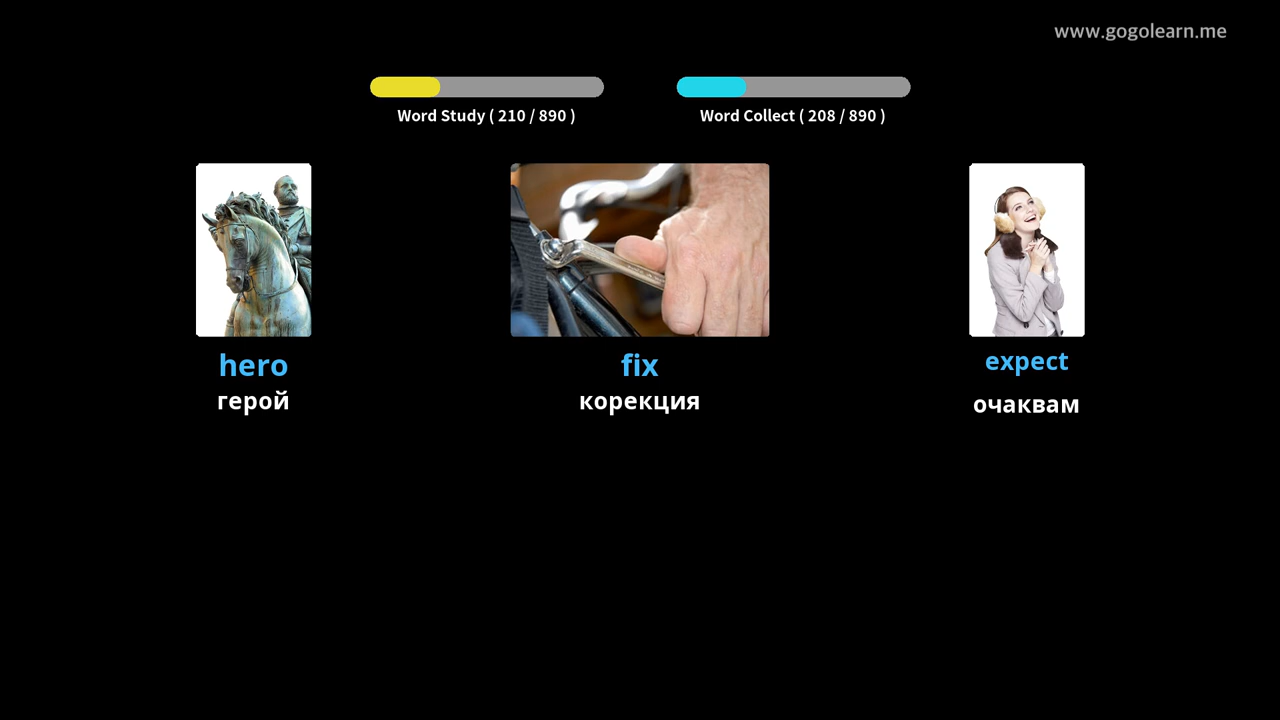 www.gogolearn.me
Word Study ( 210 / 890 )
Word Collect ( 208 / 890 )
hero
герой
fix
корекция
expect
очаквам